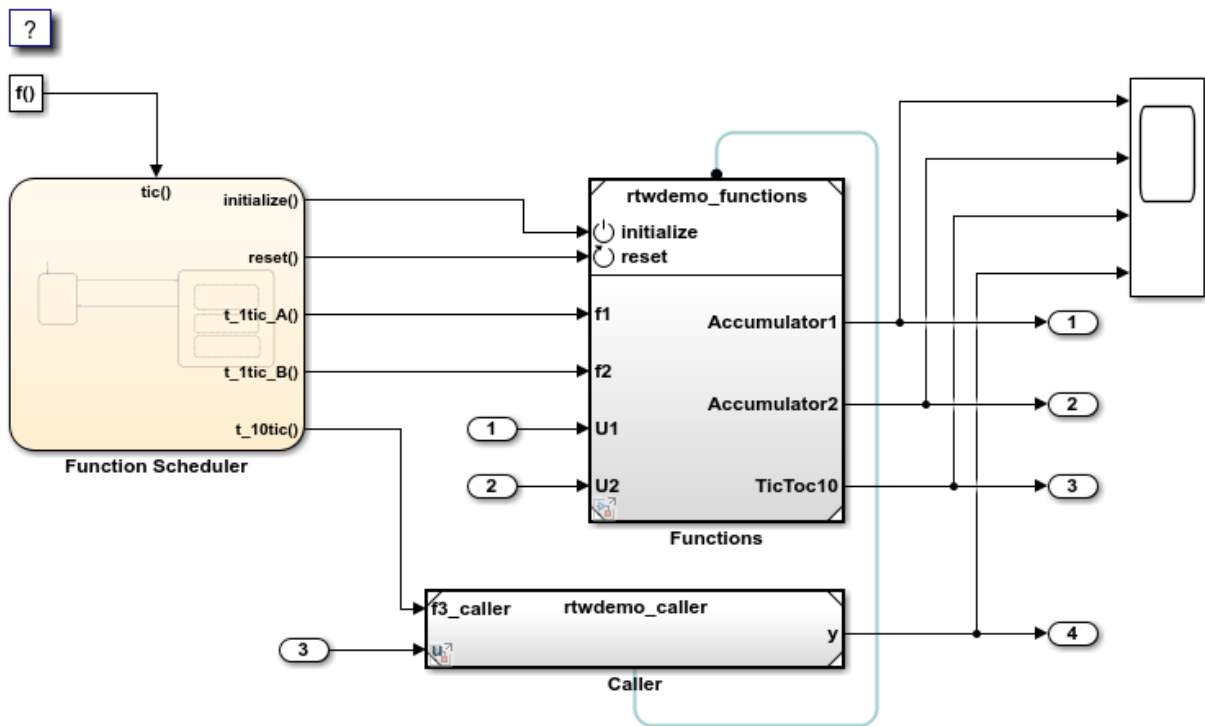 ?
f()
tic()
initialize()
reset()
t_1tic_A()
t_1tic_B()
t_10tic()
Function Scheduler
rtwdemo_functions
initialize
reset
f1
f2
U1
U2
Accumulator1
Accumulator2
TicToc10
Functions
1
2
1
2
3
f3_caller
rtwdemo_caller
u
y
Caller
3
4